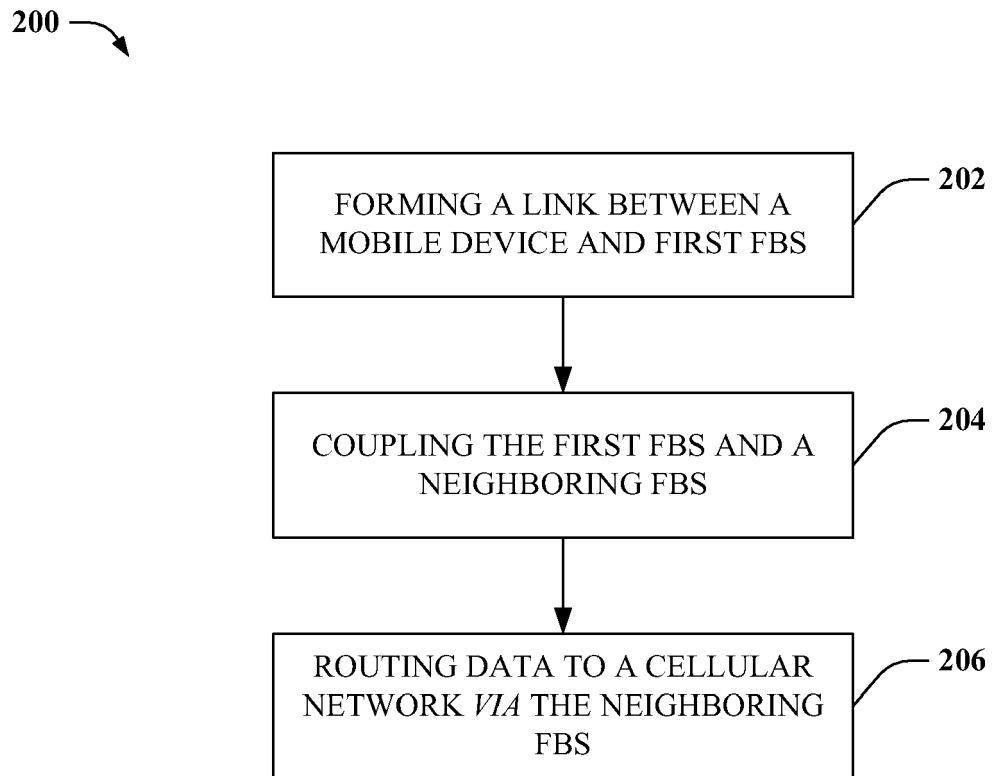 200
FORMING A LINK BETWEEN A
MOBILE DEVICE AND FIRST FBS
202
COUPLING THE FIRST FBS AND A
NEIGHBORING FBS
204
ROUTING DATA TO A CELLULAR
NETWORK VIA THE NEIGHBORING
FBS
206